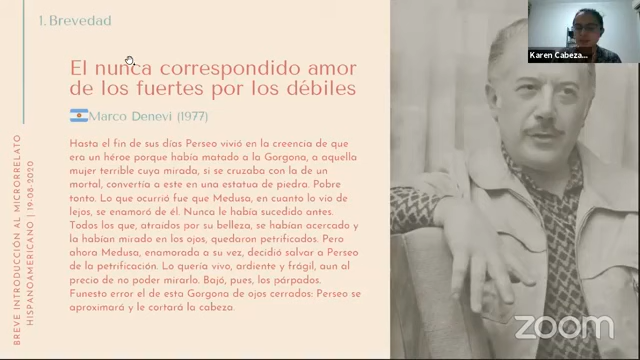 1. Brevedad
El nunca correspondido amor
de los fuertes por los débiles
Marco Denevi (1977)
Hasta el fin de sus días Perseo vivió en la creencia de que
era un héroe porque había matado a la Gorgona, a aquella
mujer terrible cuya mirada, si se cruzaba con la de un
mortal, convertía a este en una estatua de piedra. Pobre
tonto. Lo que ocurrió fue que Medusa, en cuanto lo vio de
lejos, se enamoró de él. Nunca le había sucedido antes.
Todos los que, atraídos por su belleza, se habían acercado y
la habían mirado en los ojos, quedaron petrificados. Pero
ahora Medusa, enamorada a su vez, decidió salvar a Perseo
de la petrificación. Lo quería vivo, ardiente y frágil, aun al
precio de no poder mirarlo. Bajó, pues, los párpados.
Funesto error el de esta Gorgona de ojos cerrados: Perseo se
aproximará y le cortará la cabeza.
BREVE INTRODUCCIÓN AL MICRORRELATO
HISPANOAMERICANO | 19-08-2020
Karen Cabeza...
zoom